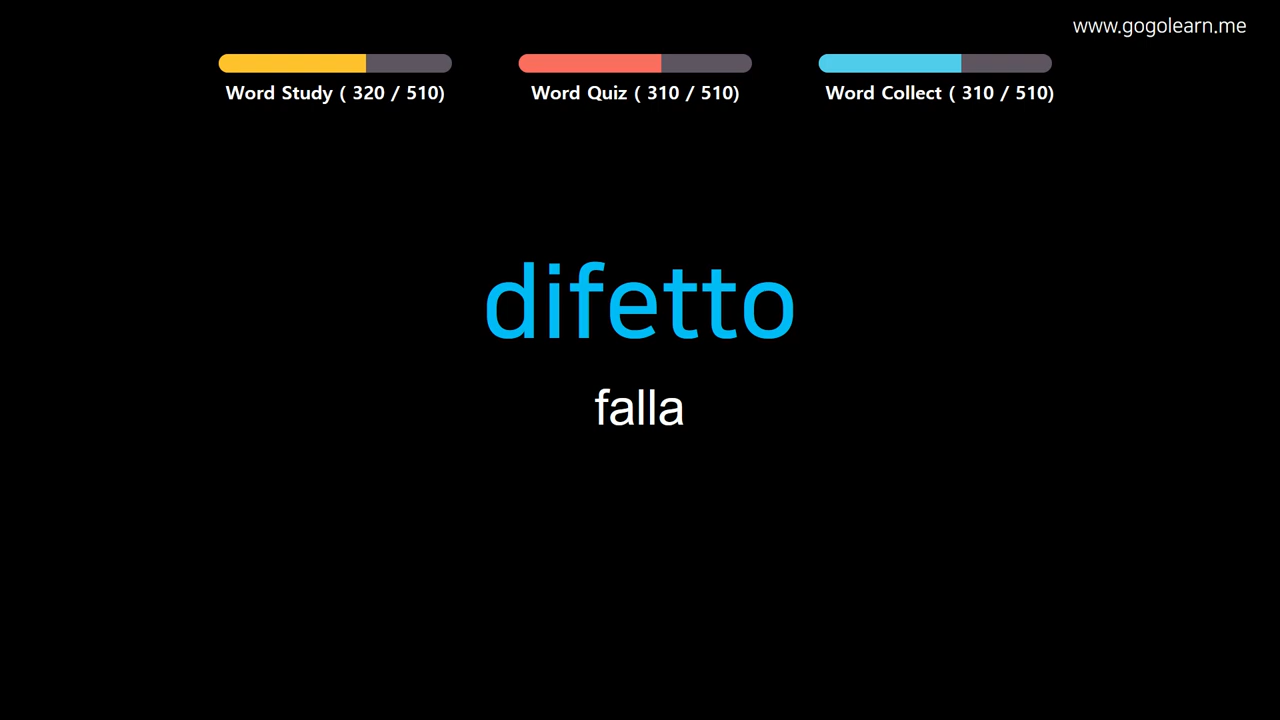 www.gogolearn.me
Word Study ( 320 / 510)
Word Quiz ( 310 / 510)
Word Collect ( 310 / 510)
difetto
falla